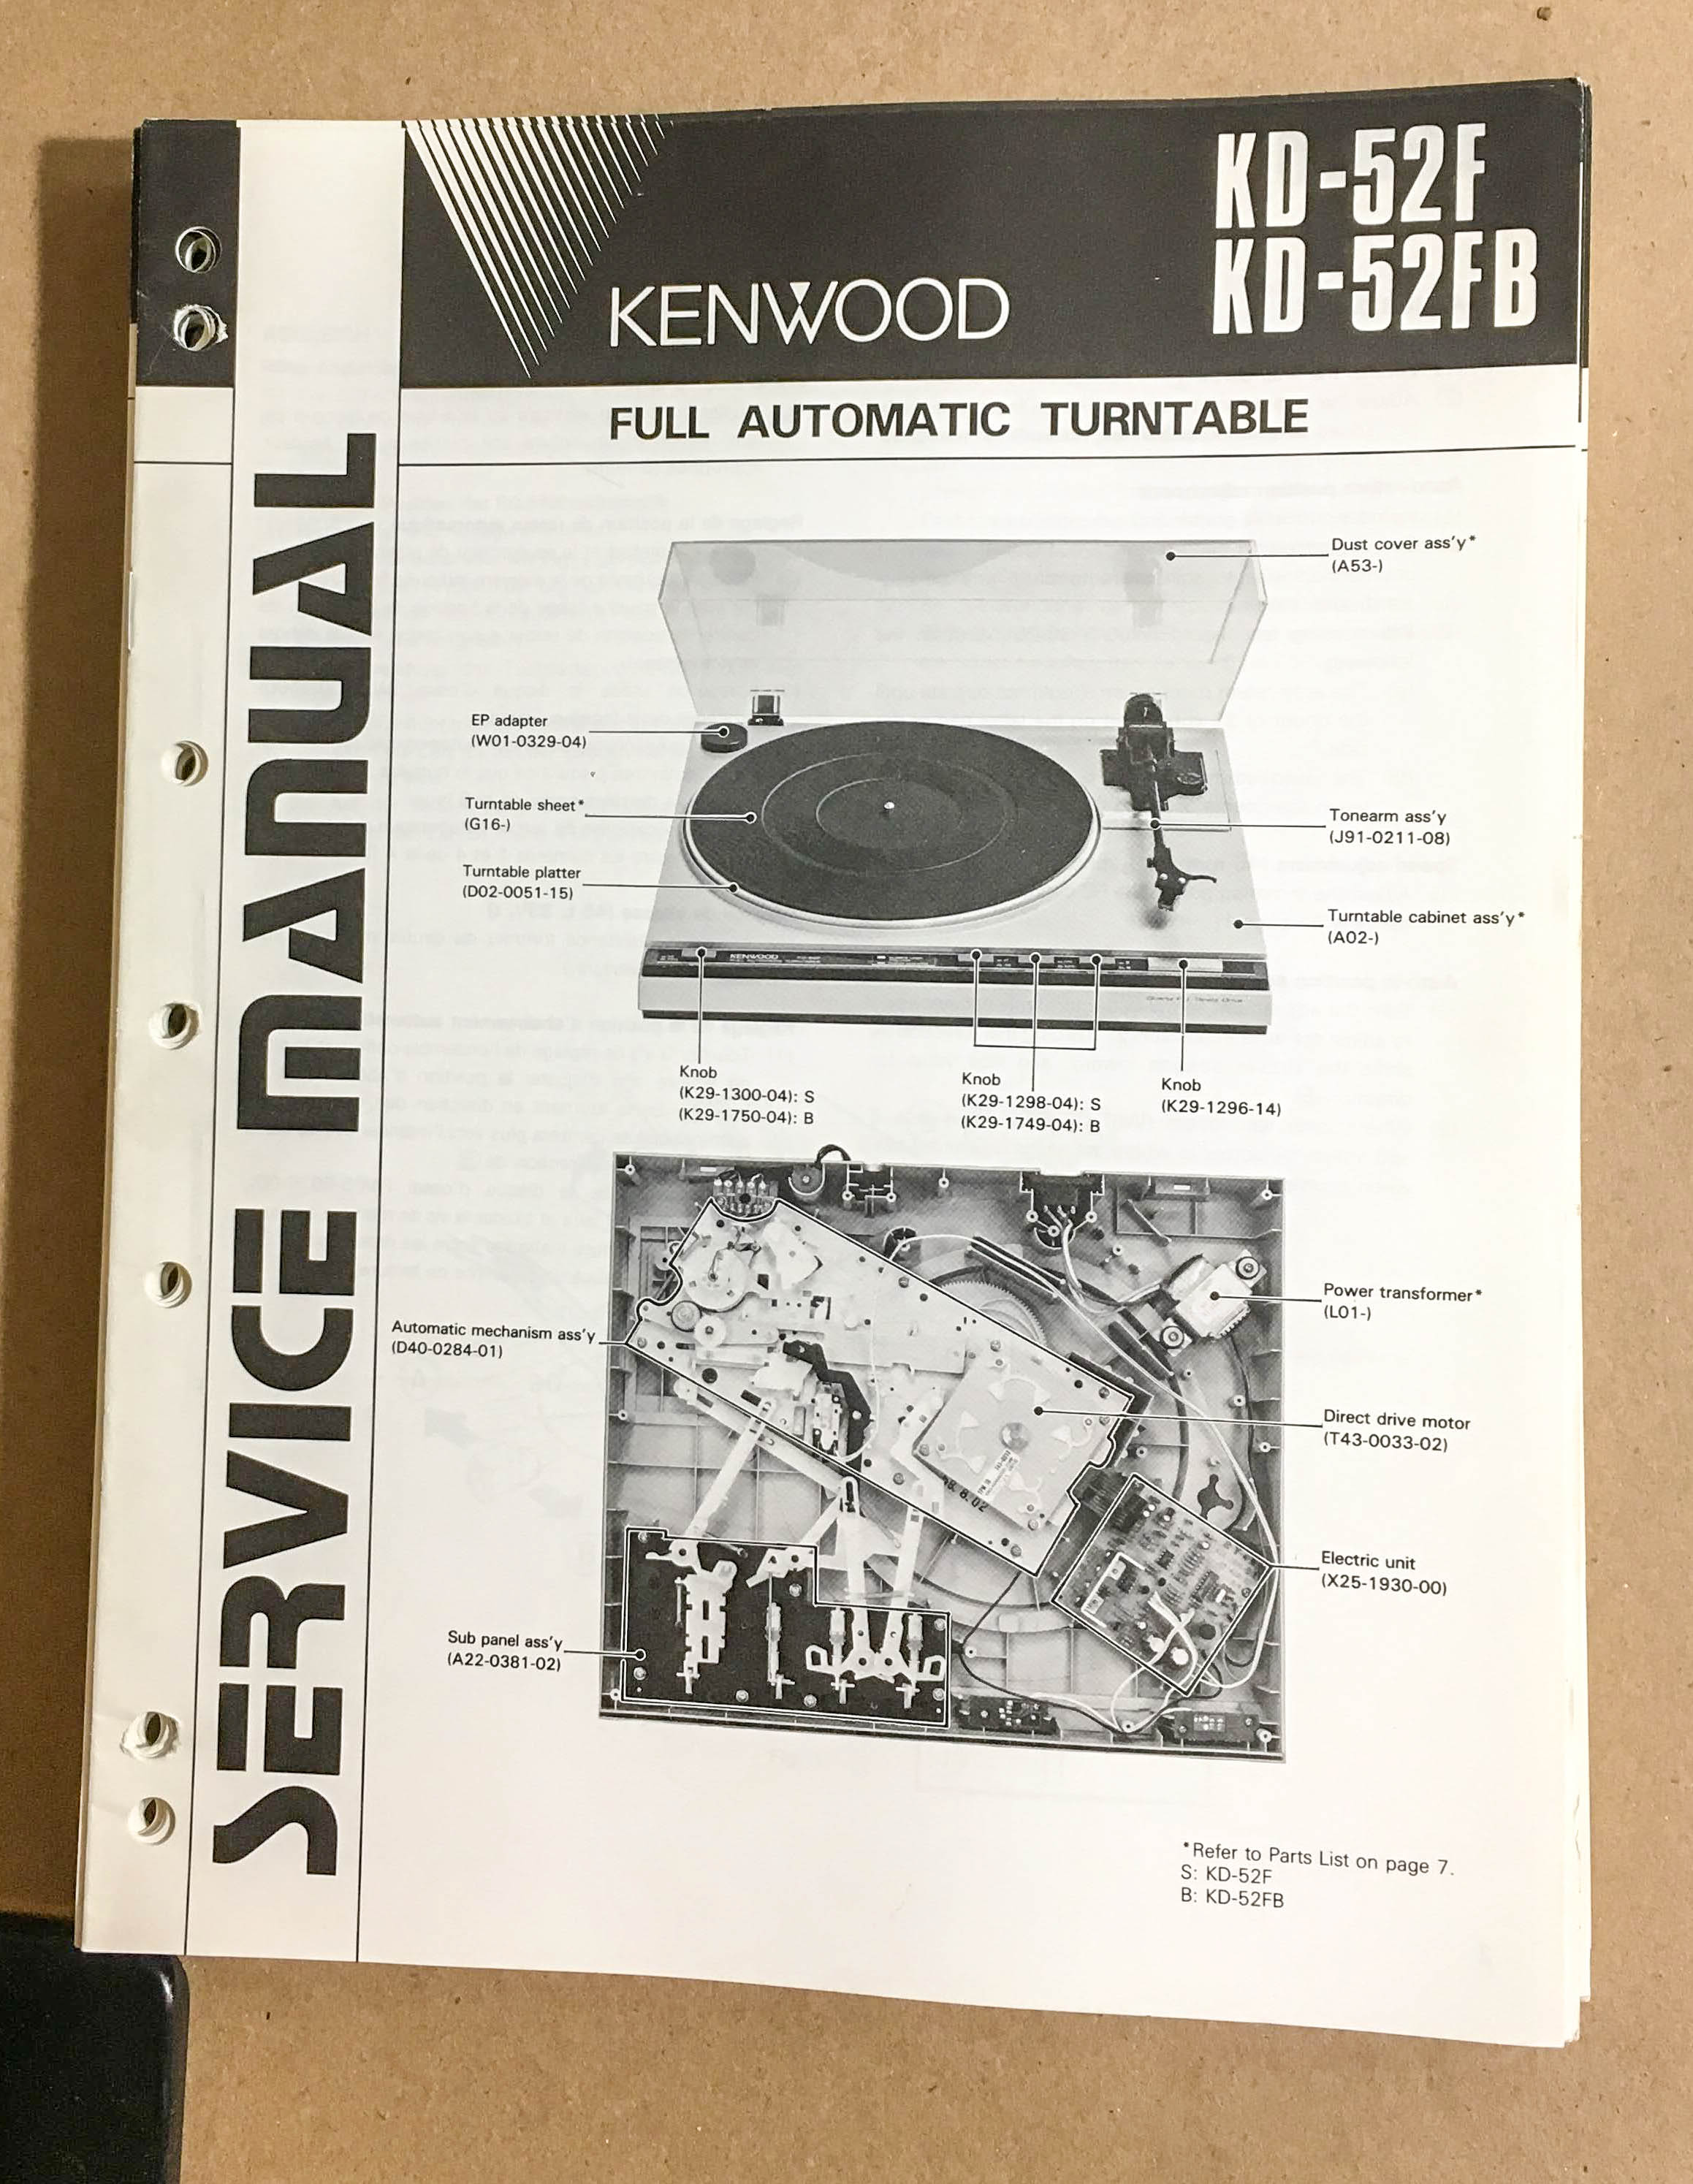 KD-52F
KD-52FB
KENWOOD
FULL AUTOMATIC TURNTABLE
SERVICE MANUAL
Dust cover ass'y*
(A53-)
EP adapter
(W01-0329-04)
Turntable sheet*
(G16-)
Turntable platter
(D02-0051-15)
Tonearm ass'y
(J91-0211-08)
Turntable cabinet ass'y*
(A02-)
KENWOOD
Knob
(K29-1300-04): S
(K29-1750-04): B
Knob
(K29-1298-04): S
(K29-1749-04): B
Knob
(K29-1296-14)
Automatic mechanism ass'y
(D40-0284-01)
Power transformer*
(L01-)
Direct drive motor
(T43-0033-02)
Electric unit
(X25-1930-00)
Sub panel ass'y
(A22-0381-02)
*Refer to Parts List on page 7.
S: KD-52F
B: KD-52FB